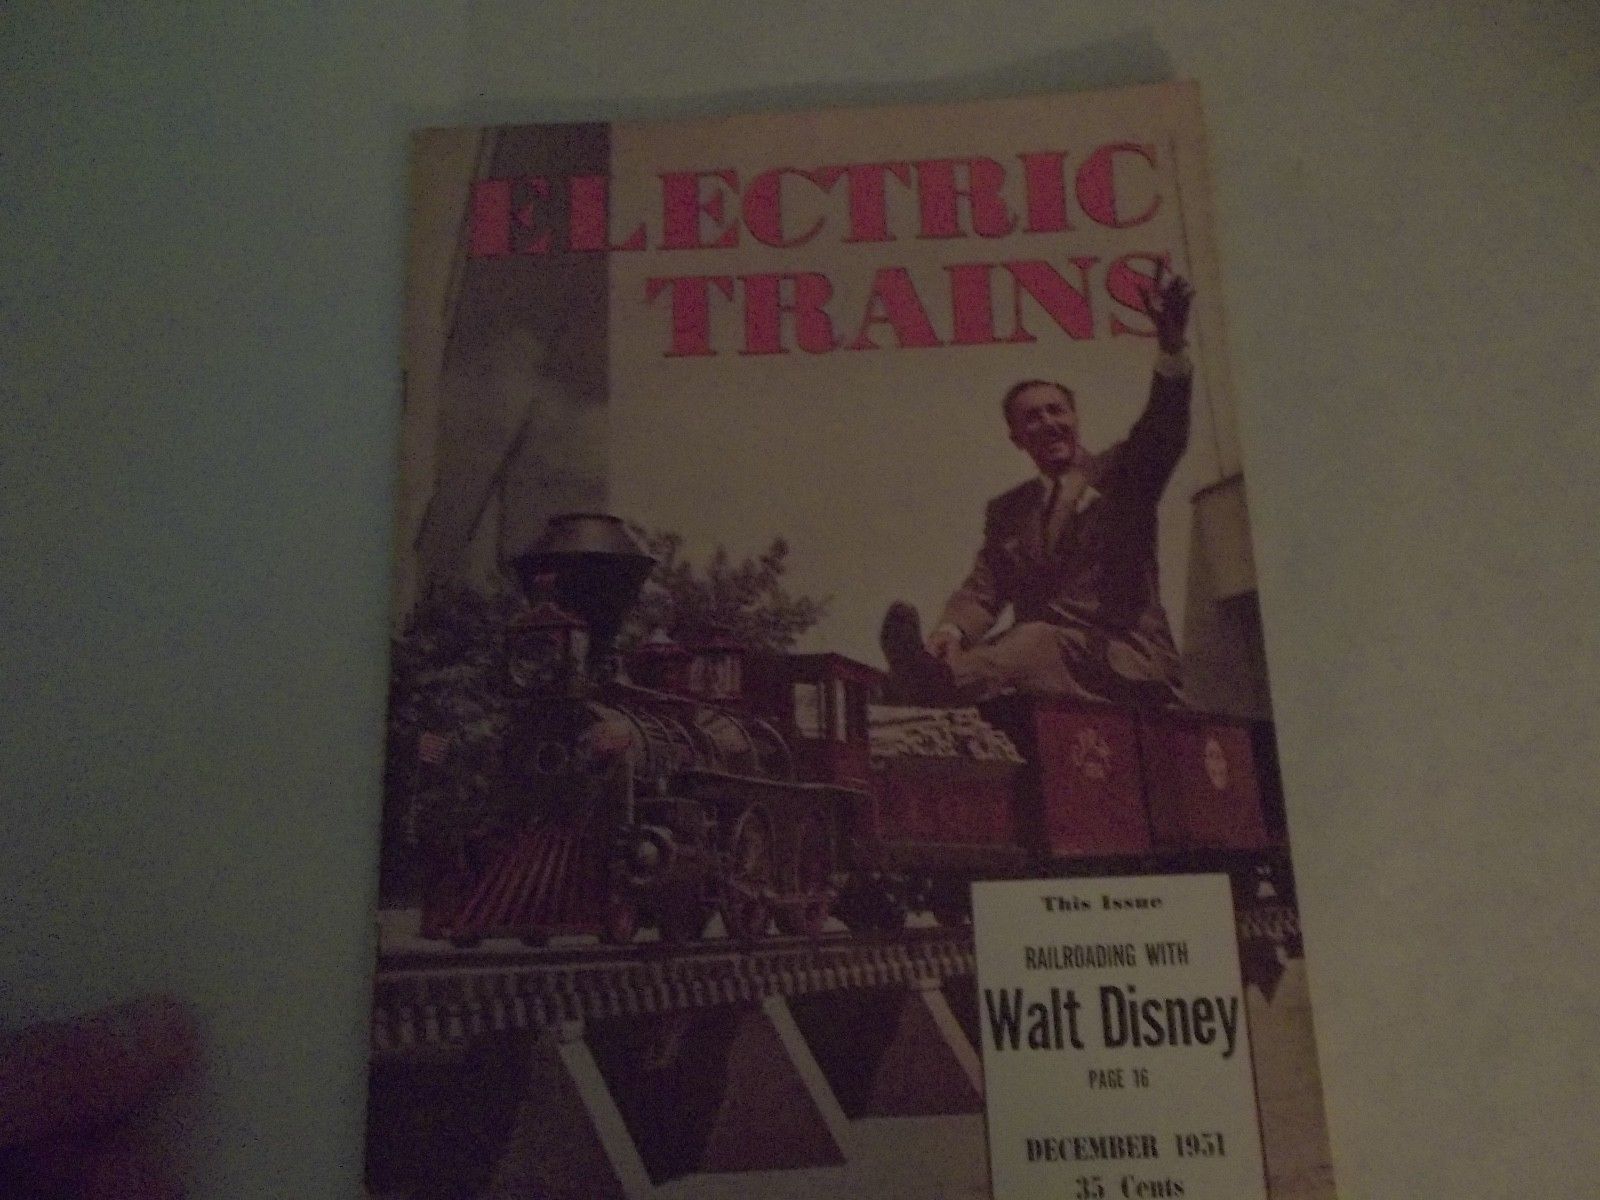 ELECTRIC
TRAINS
This Issue
RAILROADING WITH
Walt Disney
PAGE 16
DECEMBER 1951
35 Cents